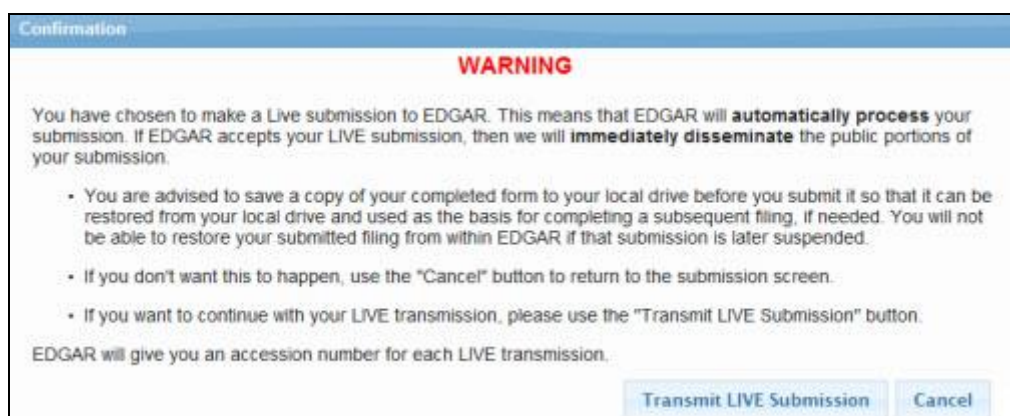 Confirmation
WARNING
You have chosen to make a Live submission to EDGAR. This means that EDGAR will automatically process your
submission. If EDGAR accepts your LIVE submission, then we will immediately disseminate the public portions of
your submission.
• You are advised to save a copy of your completed form to your local drive before you submit it so that it can be
restored from your local drive and used as the basis for completing a subsequent filing, if needed. You will not
be able to restore your submitted filing from within EDGAR if that submission is later suspended.
• If you don't want this to happen, use the "Cancel" button to return to the submission screen.
• If you want to continue with your LIVE transmission, please use the "Transmit LIVE Submission" button.
EDGAR will give you an accession number for each LIVE transmission.
Transmit LIVE Submission Cancel